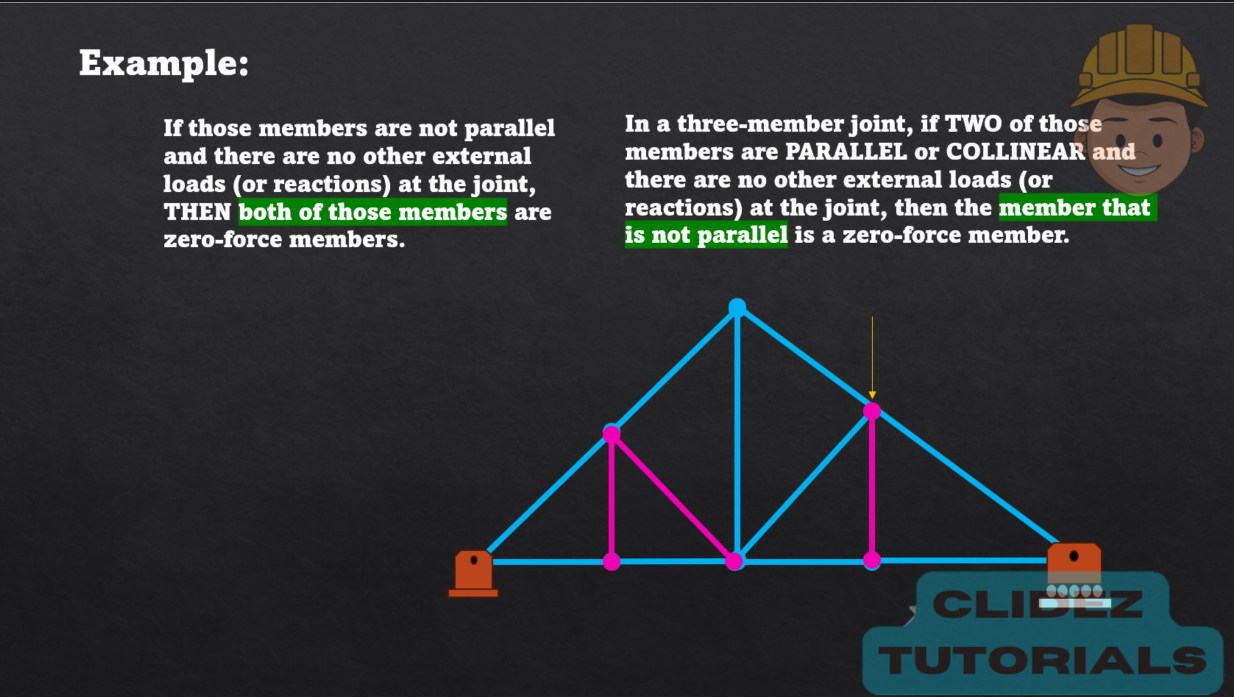 Example:
If those members are not parallel
and there are no other external
loads (or reactions) at the joint,
THEN both of those members are
zero-force members.
In a three-member joint, if TWO of those
members are PARALLEL or COLLINEAR and
there are no other external loads (or
reactions) at the joint, then the member that
is not parallel is a zero-force member.
CLIDEZ
TUTORIALS